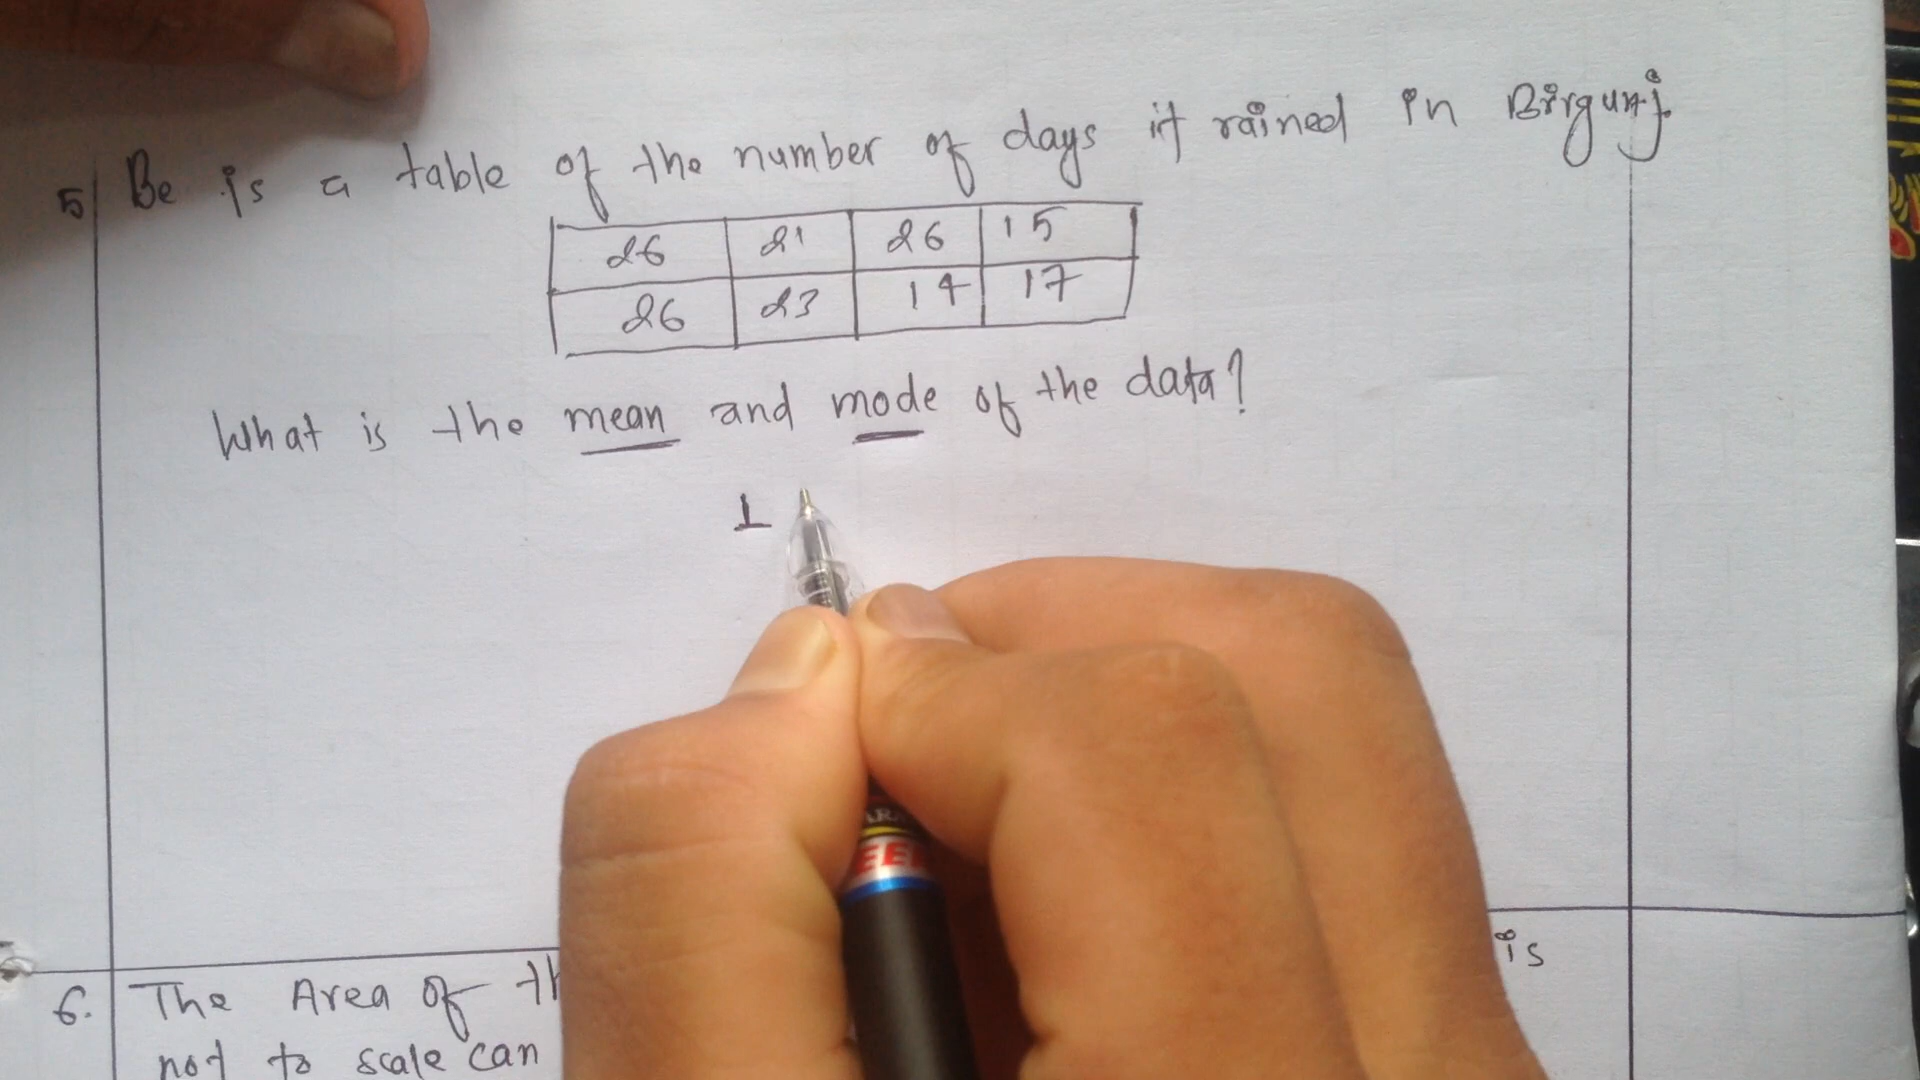 5 Be is a table of the number of days it rained in Birgunj.
26 21 26 15
26 23 14 17
What is the mean and mode of the data?
6. The Area of is
not to scale can